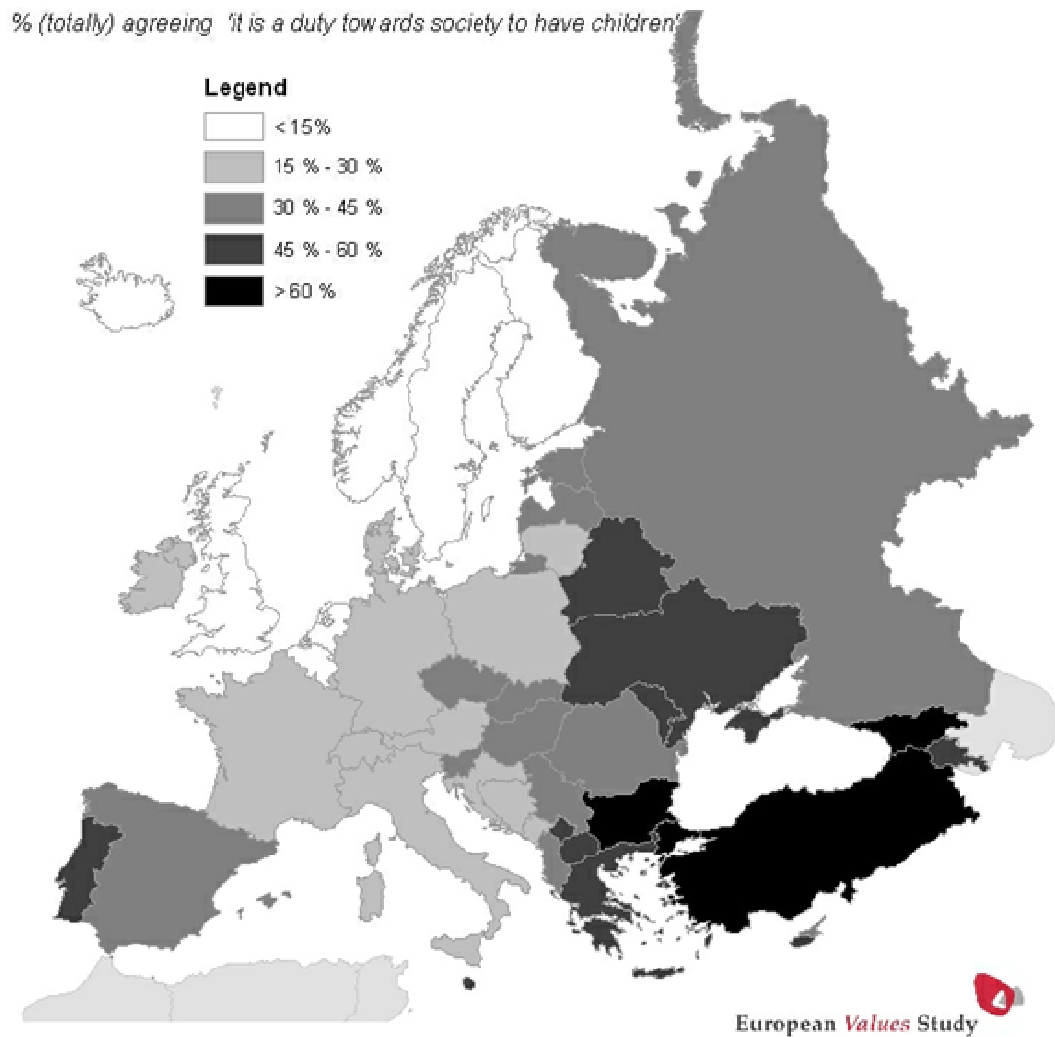 % (totally) agreeing 'it is a duty towards society to have children'
Legend
<15%
15 % - 30 %
30 % - 45 %
45 % - 60 %
>60 %
European Values Study